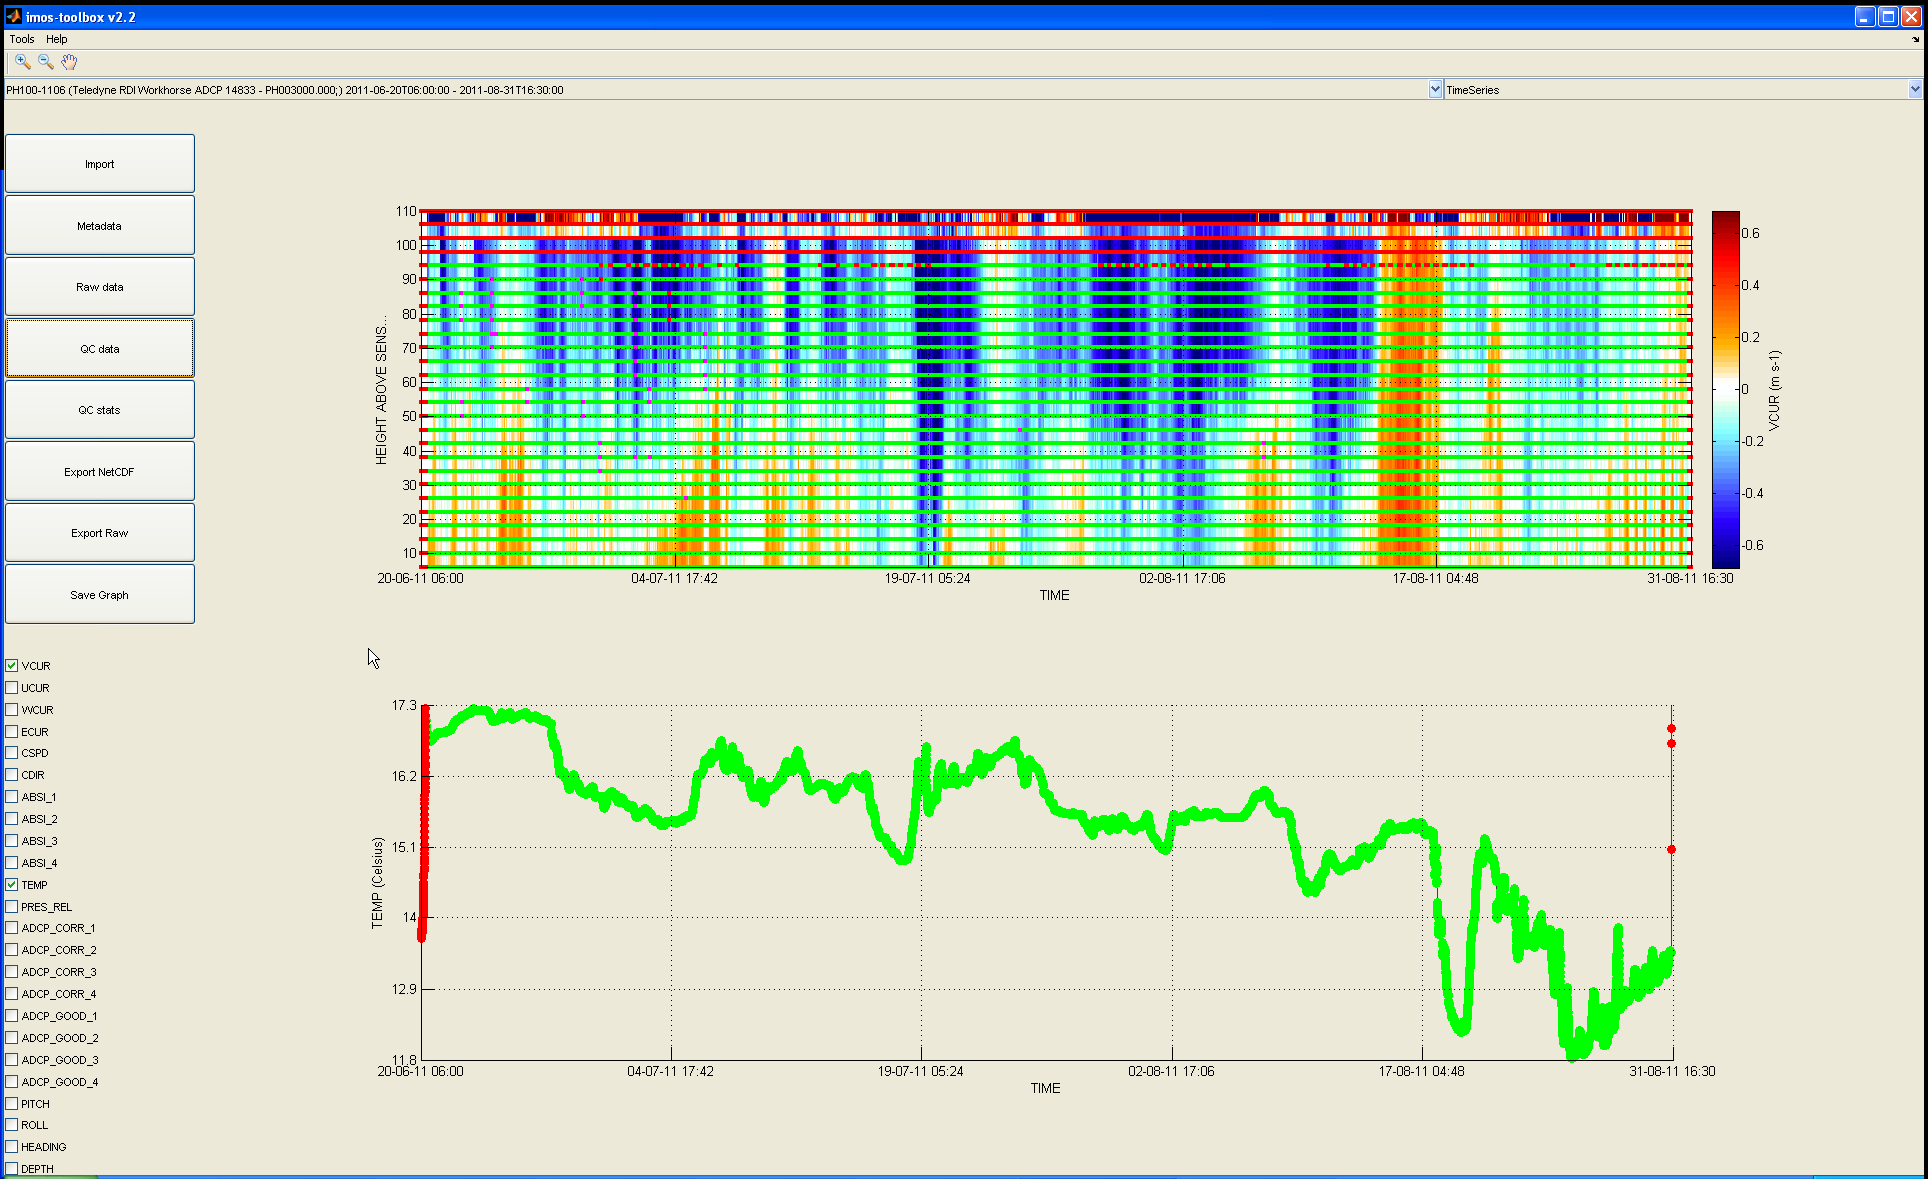 imos-toolbox v2.2
Tools Help
PH100-1106 (Teledyne RDI Workhorse ADCP 14833 - PH003000.000;) 2011-06-20T06:00:00 - 2011-08-31T16:30:00
TimeSeries
Import
Metadata
Raw data
QC data
QC stats
Export NetCDF
Export Raw
Save Graph
VCUR
UCUR
WCUR
ECUR
CSPD
CDIR
ABSI_1
ABSI_2
ABSI_3
ABSI_4
TEMP
PRES_REL
ADCP_CORR_1
ADCP_CORR_2
ADCP_CORR_3
ADCP_CORR_4
ADCP_GOOD_1
ADCP_GOOD_2
ADCP_GOOD_3
ADCP_GOOD_4
PITCH
ROLL
HEADING
DEPTH
HEIGHT ABOVE SENS...
110
100
90
80
70
60
50
40
30
20
10
20-06-11 06:00 04-07-11 17:42 19-07-11 05:24 02-08-11 17:06 17-08-11 04:48 31-08-11 16:30
TIME
0.6
0.4
0.2
0
-0.2
-0.4
-0.6
VCUR (m s-1)
TEMP (Celsius)
17.3
16.2
15.1
14
12.9
11.8
20-06-11 06:00 04-07-11 17:42 19-07-11 05:24 02-08-11 17:06 17-08-11 04:48 31-08-11 16:30
TIME